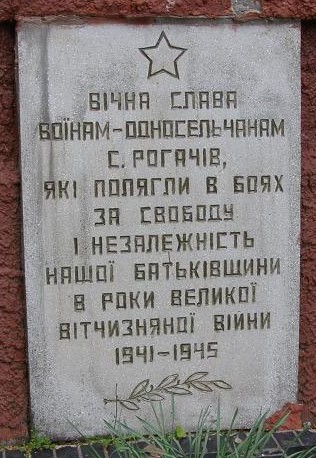 ВІЧНА СЛАВА
ВОЇНАМ-ОДНОСЕЛЬЧАНАМ
С. РОГАЧІВ,
ЯКІ ПОЛЯГЛИ В БОЯХ
ЗА СВОБОДУ
І НЕЗАЛЕЖНІСТЬ
НАШОЇ БАТЬКІВЩИНИ
В РОКИ ВЕЛИКОЇ
ВІТЧИЗНЯНОЇ ВІЙНИ
1941-1945